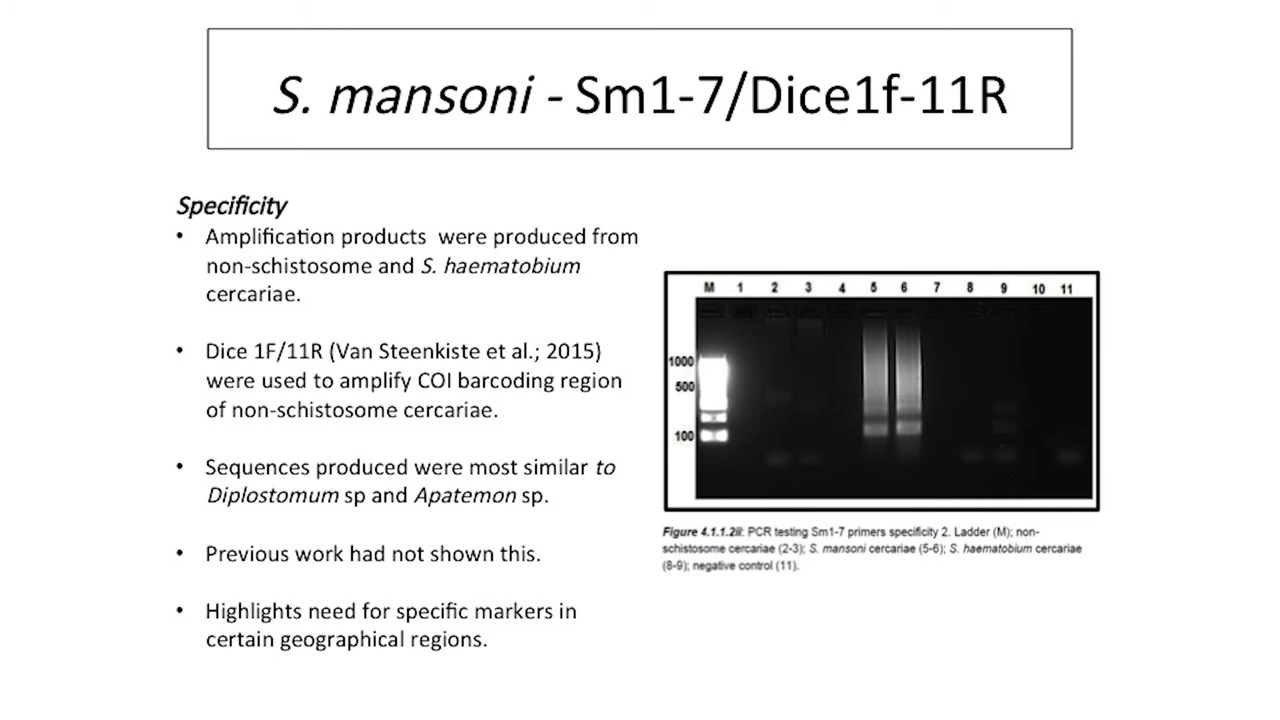 S. mansoni - Sm1-7/Dice1f-11R
Specificity
• Amplification products were produced from
non-schistosome and S. haematobium
cercariae.
• Dice 1F/11R (Van Steenkiste et al.; 2015)
were used to amplify COI barcoding region
of non-schistosome cercariae.
• Sequences produced were most similar to
Diplostomum sp and Apatemon sp.
• Previous work had not shown this.
• Highlights need for specific markers in
certain geographical regions.
M 1 2 3 4 5 6 7 8 9 10 11
1000
500
100
Figure 4.1.1.2ii: PCR testing Sm1-7 primers specificity 2. Ladder (M); non-
schistosome cercariae (2-3); S. mansoni cercariae (5-6); S. haematobium cercariae
(8-9); negative control (11).